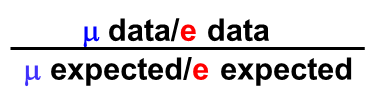 μ data/e data
μ expected/e expected